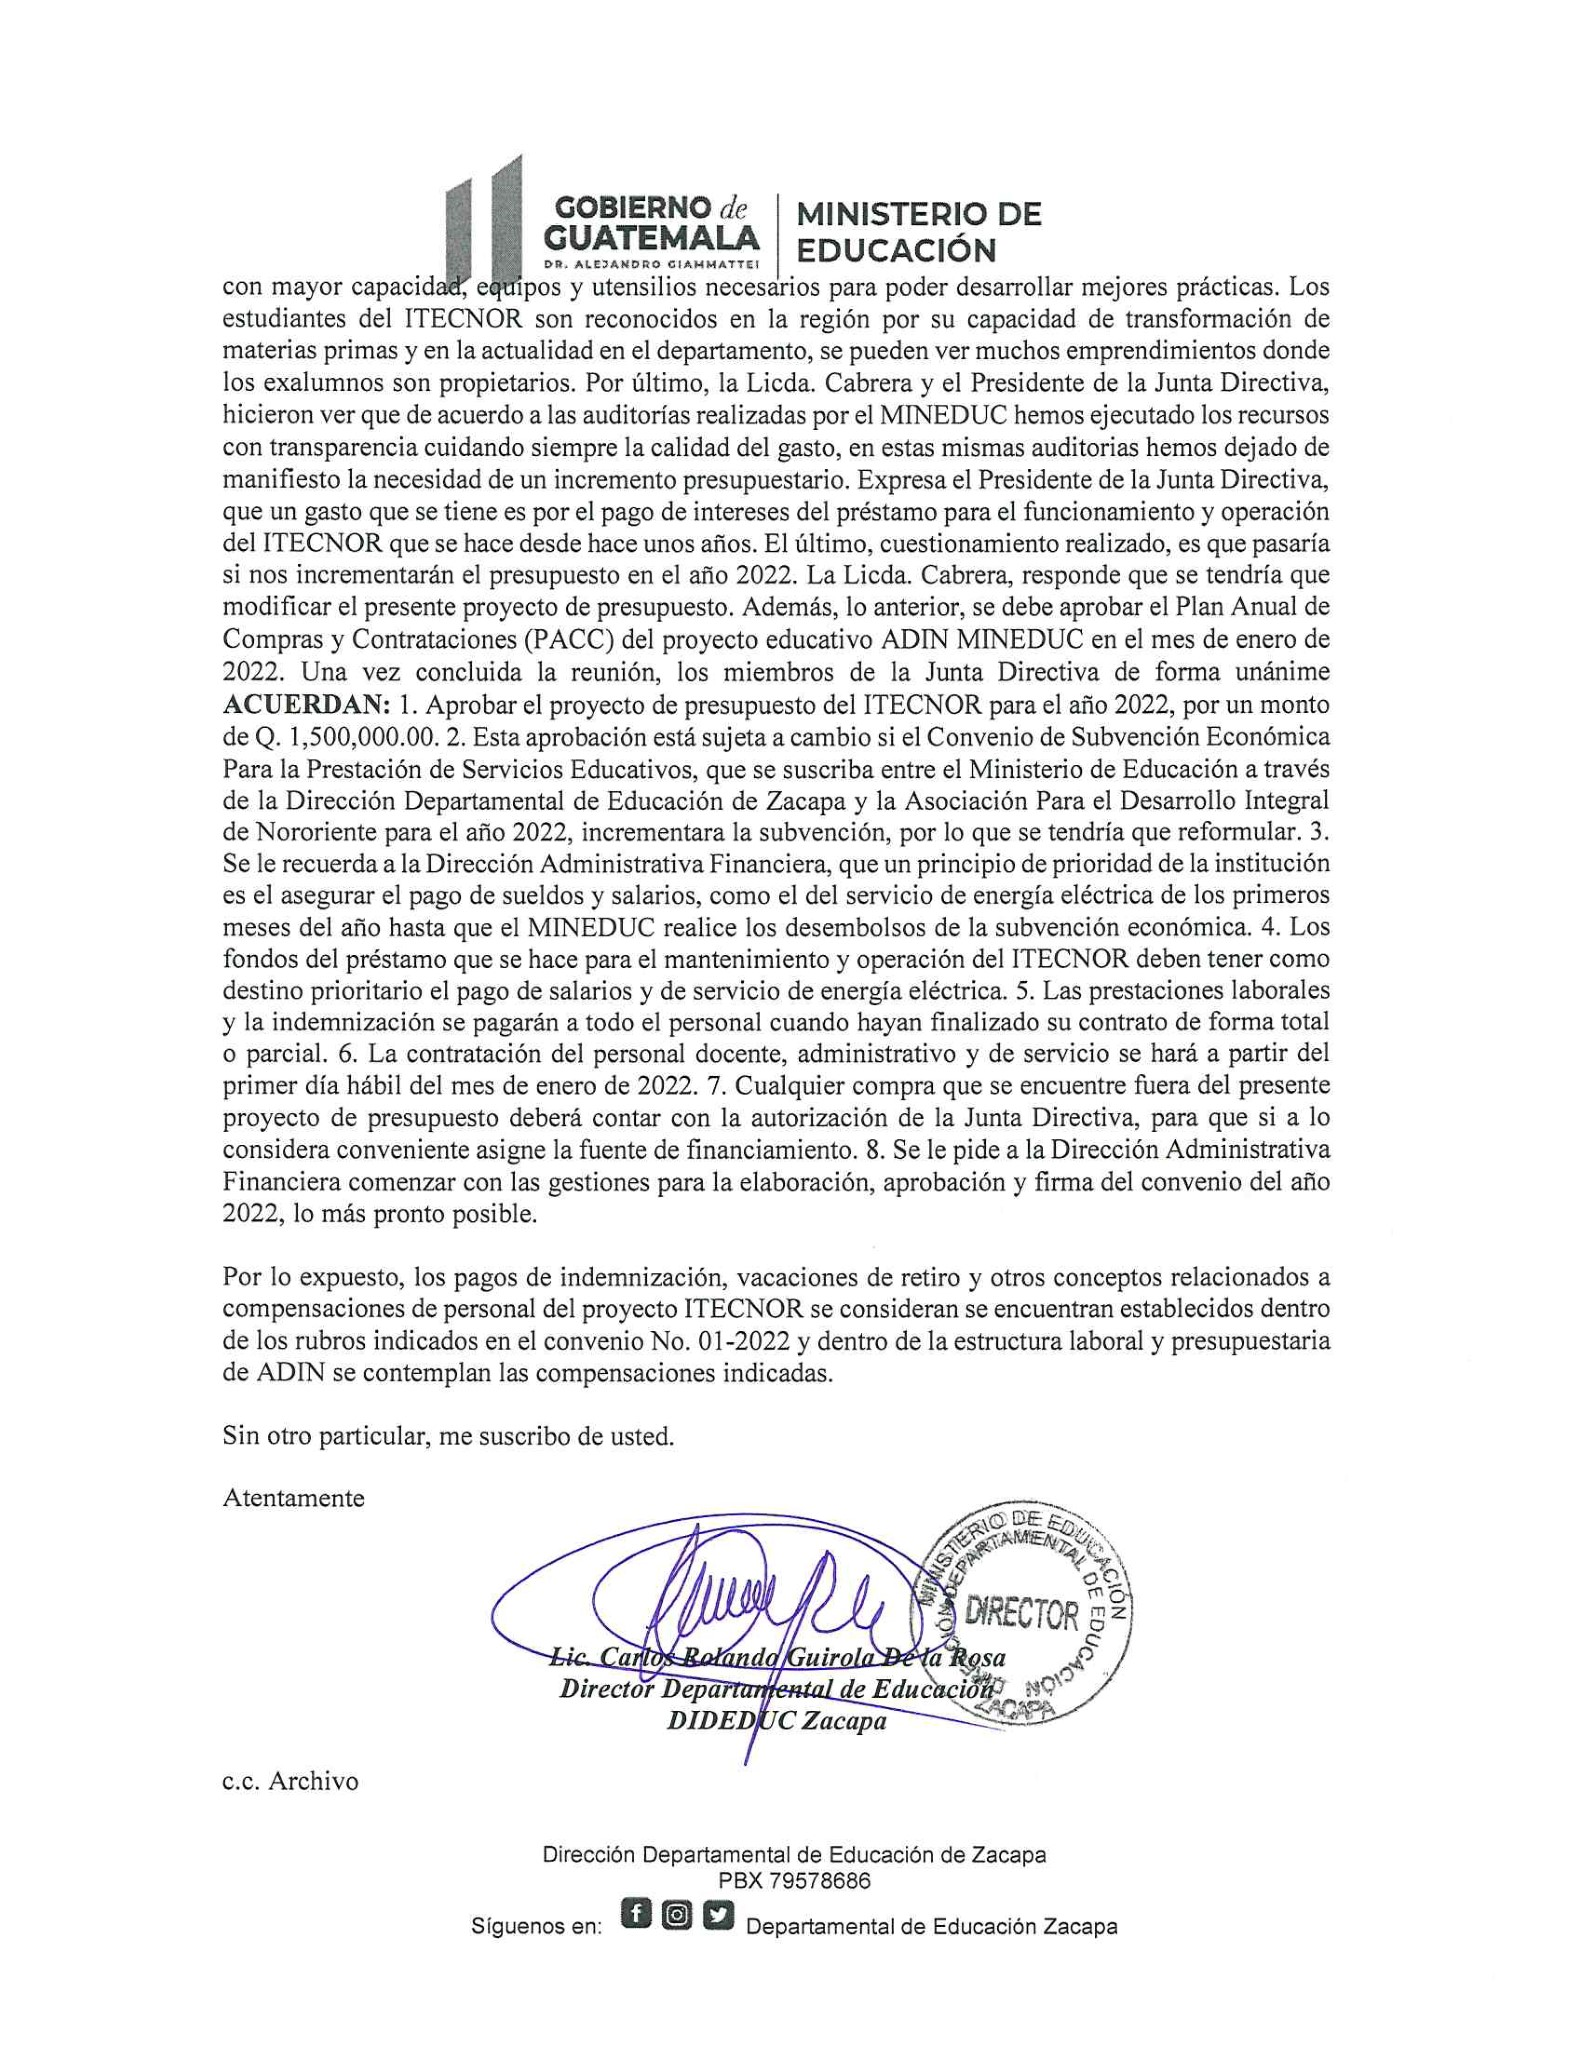 GOBIERNO de
GUATEMALA
DR. ALEJANDRO GIAMMATTEI
MINISTERIO DE
EDUCACIÓN
con mayor capacidad, equipos y utensilios necesarios para poder desarrollar mejores prácticas. Los
estudiantes del ITECNOR son reconocidos en la región por su capacidad de transformación de
materias primas y en la actualidad en el departamento, se pueden ver muchos emprendimientos donde
los exalumnos son propietarios. Por último, la Licda. Cabrera y el Presidente de la Junta Directiva,
hicieron ver que de acuerdo a las auditorías realizadas por el MINEDUC hemos ejecutado los recursos
con transparencia cuidando siempre la calidad del gasto, en estas mismas auditorias hemos dejado de
manifiesto la necesidad de un incremento presupuestario. Expresa el Presidente de la Junta Directiva,
que un gasto que se tiene es por el pago de intereses del préstamo para el funcionamiento y operación
del ITECNOR que se hace desde hace unos años. El último, cuestionamiento realizado, es que pasaría
si nos incrementarán el presupuesto en el año 2022. La Licda. Cabrera, responde que se tendría que
modificar el presente proyecto de presupuesto. Además, lo anterior, se debe aprobar el Plan Anual de
Compras y Contrataciones (PACC) del proyecto educativo ADIN MINEDUC en el mes de enero de
2022. Una vez concluida la reunión, los miembros de la Junta Directiva de forma unánime
ACUERDAN: 1. Aprobar el proyecto de presupuesto del ITECNOR para el año 2022, por un monto
de Q. 1,500,000.00. 2. Esta aprobación está sujeta a cambio si el Convenio de Subvención Económica
Para la Prestación de Servicios Educativos, que se suscriba entre el Ministerio de Educación a través
de la Dirección Departamental de Educación de Zacapa y la Asociación Para el Desarrollo Integral
de Nororiente para el año 2022, incrementara la subvención, por lo que se tendría que reformular. 3.
Se le recuerda a la Dirección Administrativa Financiera, que un principio de prioridad de la institución
es el asegurar el pago de sueldos y salarios, como el del servicio de energía eléctrica de los primeros
meses del año hasta que el MINEDUC realice los desembolsos de la subvención económica. 4. Los
fondos del préstamo que se hace para el mantenimiento y operación del ITECNOR deben tener como
destino prioritario el pago de salarios y de servicio de energía eléctrica. 5. Las prestaciones laborales
y la indemnización se pagarán a todo el personal cuando hayan finalizado su contrato de forma total
o parcial. 6. La contratación del personal docente, administrativo y de servicio se hará a partir del
primer día hábil del mes de enero de 2022. 7. Cualquier compra que se encuentre fuera del presente
proyecto de presupuesto deberá contar con la autorización de la Junta Directiva, para que si a lo
considera conveniente asigne la fuente de financiamiento. 8. Se le pide a la Dirección Administrativa
Financiera comenzar con las gestiones para la elaboración, aprobación y firma del convenio del año
2022, lo más pronto posible.
Por lo expuesto, los pagos de indemnización, vacaciones de retiro y otros conceptos relacionados a
compensaciones de personal del proyecto ITECNOR se consideran se encuentran establecidos dentro
de los rubros indicados en el convenio No. 01-2022 y dentro de la estructura laboral y presupuestaria
de ADIN se contemplan las compensaciones indicadas.
Sin otro particular, me suscribo de usted.
Atentamente
MINISTERIO DE EDUCACIÓN
DIRECCIÓN DEPARTAMENTAL DE EDUCACIÓN
DIRECTOR
ZACAPA
Lic. Carlos Rolando Guirola De la Rosa
Director Departamental de Educación
DIDEDUC Zacapa
c.c. Archivo
Dirección Departamental de Educación de Zacapa
PBX 79578686
Síguenos en: Departamental de Educación Zacapa